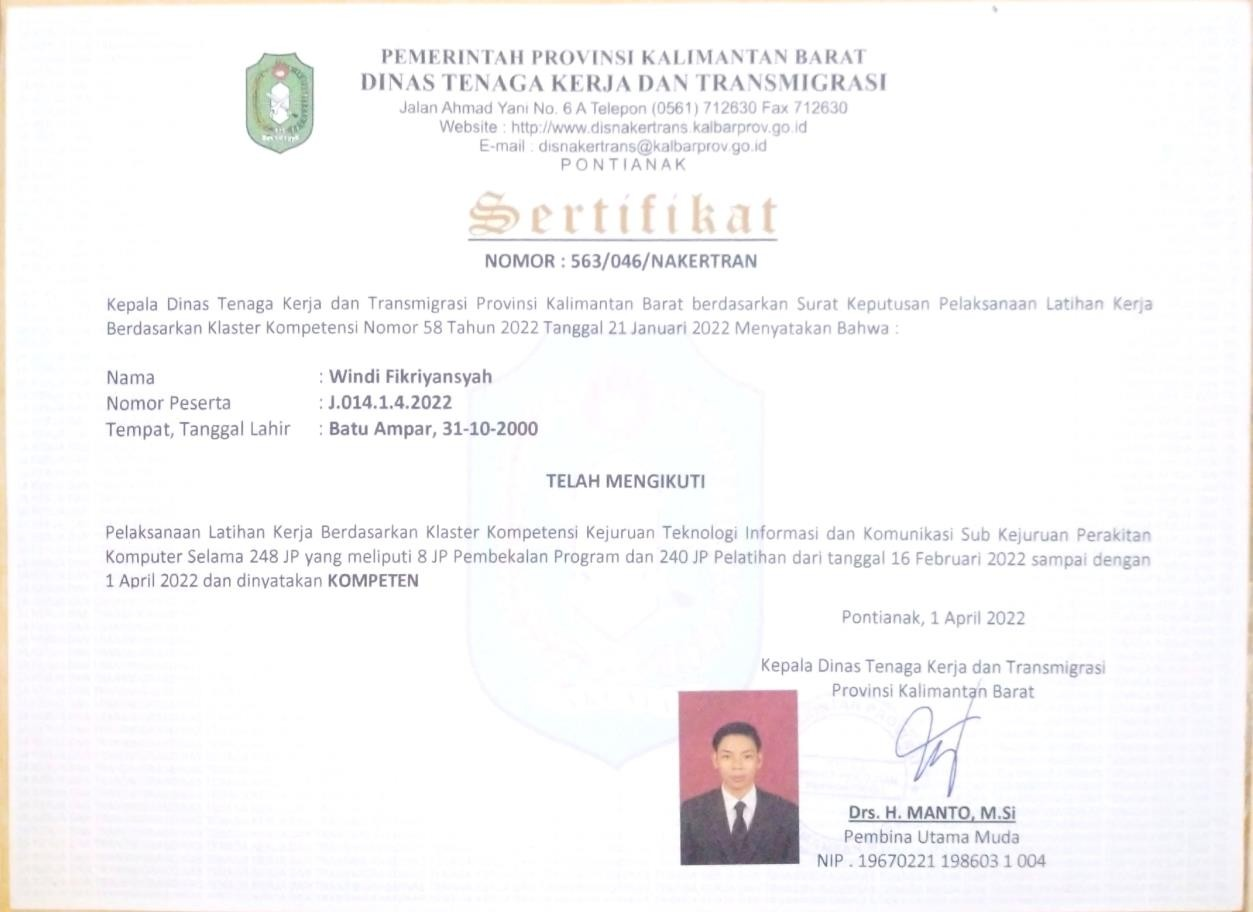 PEMERINTAH PROVINSI KALIMANTAN BARAT
DINAS TENAGA KERJA DAN TRANSMIGRASI
Jalan Ahmad Yani No. 6 A Telepon (0561) 712630 Fax 712630
Website : http://www.disnakertrans.kalbarprov.go.id
E-mail : disnakertrans@kalbarprov.go.id
PONTIANAK
Sertifikat
NOMOR : 563/046/NAKERTRAN
Kepala Dinas Tenaga Kerja dan Transmigrasi Provinsi Kalimantan Barat berdasarkan Surat Keputusan Pelaksanaan Latihan Kerja
Berdasarkan Klaster Kompetensi Nomor 58 Tahun 2022 Tanggal 21 Januari 2022 Menyatakan Bahwa :
Nama : Windi Fikriyansyah
Nomor Peserta : J.014.1.4.2022
Tempat, Tanggal Lahir : Batu Ampar, 31-10-2000
TELAH MENGIKUTI
Pelaksanaan Latihan Kerja Berdasarkan Klaster Kompetensi Kejuruan Teknologi Informasi dan Komunikasi Sub Kejuruan Perakitan
Komputer Selama 248 JP yang meliputi 8 JP Pembekalan Program dan 240 JP Pelatihan dari tanggal 16 Februari 2022 sampai dengan
1 April 2022 dan dinyatakan KOMPETEN
Pontianak, 1 April 2022
Kepala Dinas Tenaga Kerja dan Transmigrasi
Provinsi Kalimantan Barat
Drs. H. MANTO, M.Si
Pembina Utama Muda
NIP . 19670221 198603 1 004